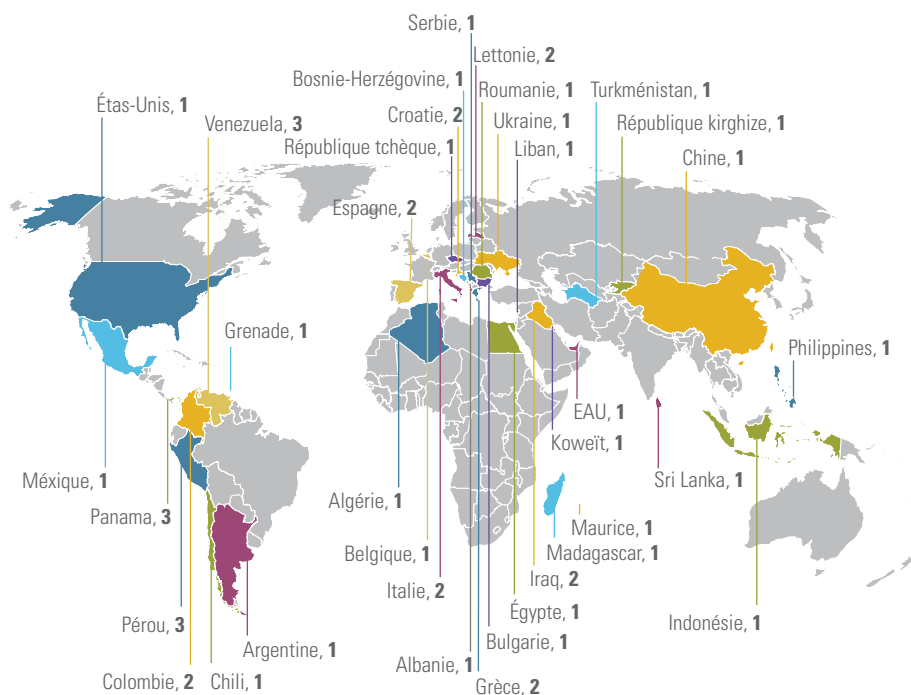 Serbie, 1
Lettonie, 2
Bosnie-Herzégovine, 1
Roumanie, 1
Turkménistan, 1
Étas-Unis, 1
Venezuela, 3
Croatie, 2
Ukraine, 1
République kirghize, 1
République tchèque, 1
Liban, 1
Chine, 1
Espagne, 2
Grenade, 1
Philippines, 1
EAU, 1
Koweït, 1
Méxique, 1
Sri Lanka, 1
Algérie, 1
Panama, 3
Maurice, 1
Belgique, 1
Madagascar, 1
Iraq, 2
Italie, 2
Égypte, 1
Indonésie, 1
Pérou, 3
Bulgarie, 1
Argentine, 1
Albanie, 1
Colombie, 2
Chili, 1
Grèce, 2